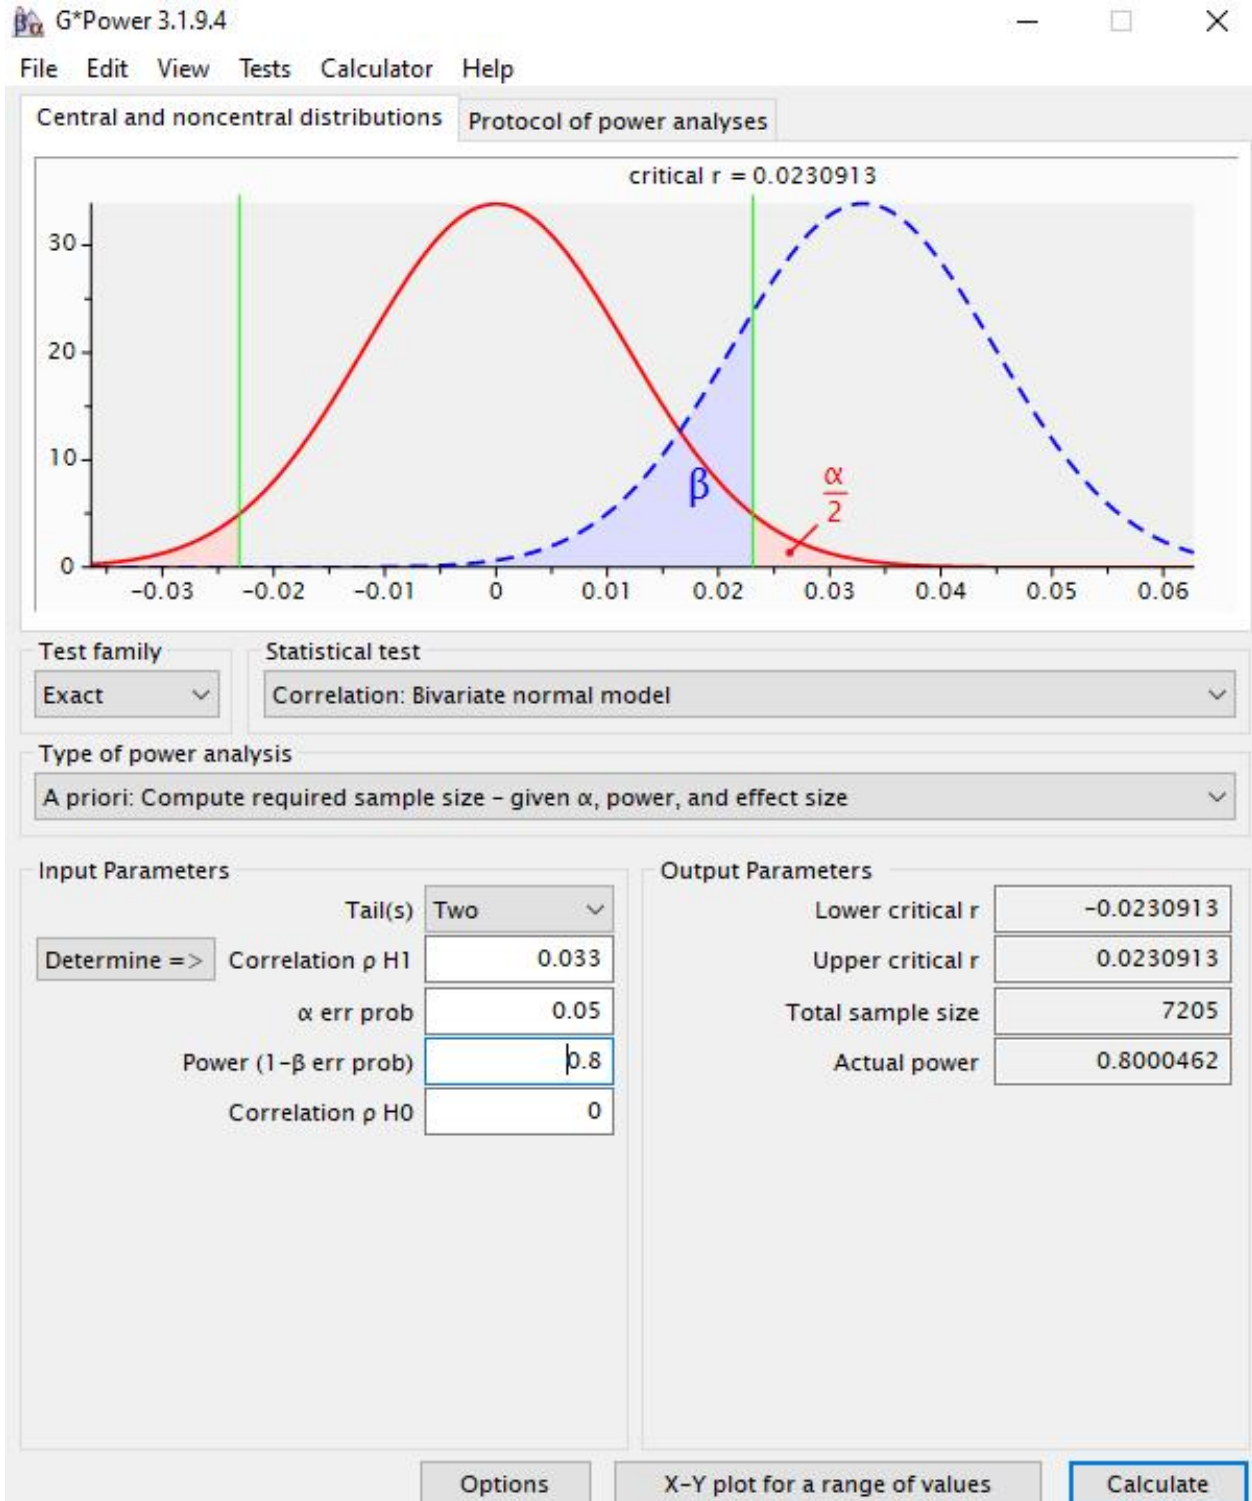 G*Power 3.1.9.4
File Edit View Tests Calculator Help
Central and noncentral distributions Protocol of power analyses
critical r = 0.0230913
30
20
10
0
β
α
2
-0.03 -0.02 -0.01 0 0.01 0.02 0.03 0.04 0.05 0.06
Test family Statistical test
Exact Correlation: Bivariate normal model
Type of power analysis
A priori: Compute required sample size - given α, power, and effect size
Input Parameters Output Parameters
Tail(s) Two Lower critical r -0.0230913
Determine => Correlation ρ H1 0.033 Upper critical r 0.0230913
α err prob 0.05 Total sample size 7205
Power (1-β err prob) 0.8 Actual power 0.8000462
Correlation ρ H0 0
Options X-Y plot for a range of values Calculate